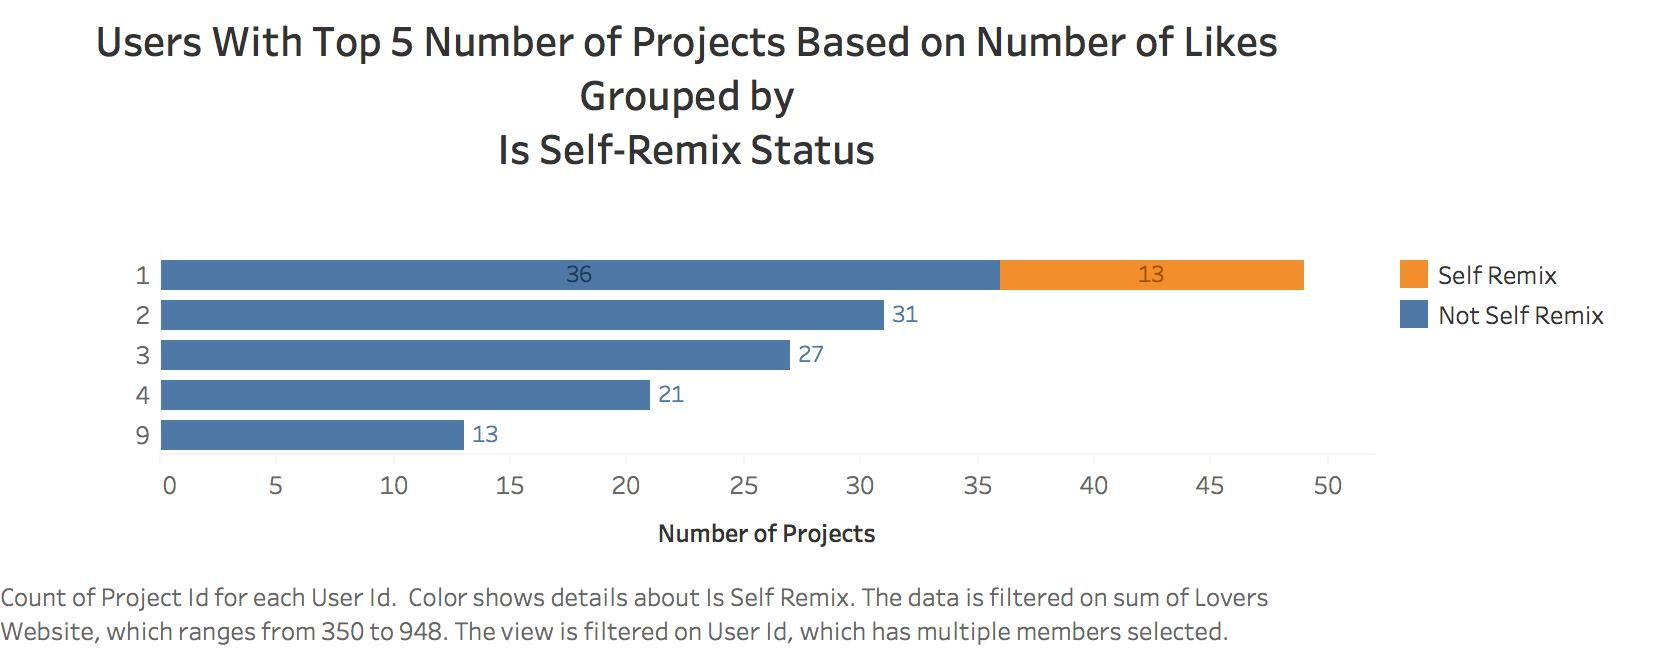 Users With Top 5 Number of Projects Based on Number of Likes
Grouped by
Is Self-Remix Status
1 36 13 Self Remix
2 31 Not Self Remix
3 27
4 21
9 13
0 5 10 15 20 25 30 35 40 45 50
Number of Projects
Count of Project Id for each User Id.  Color shows details about Is Self Remix. The data is filtered on sum of Lovers
Website, which ranges from 350 to 948. The view is filtered on User Id, which has multiple members selected.